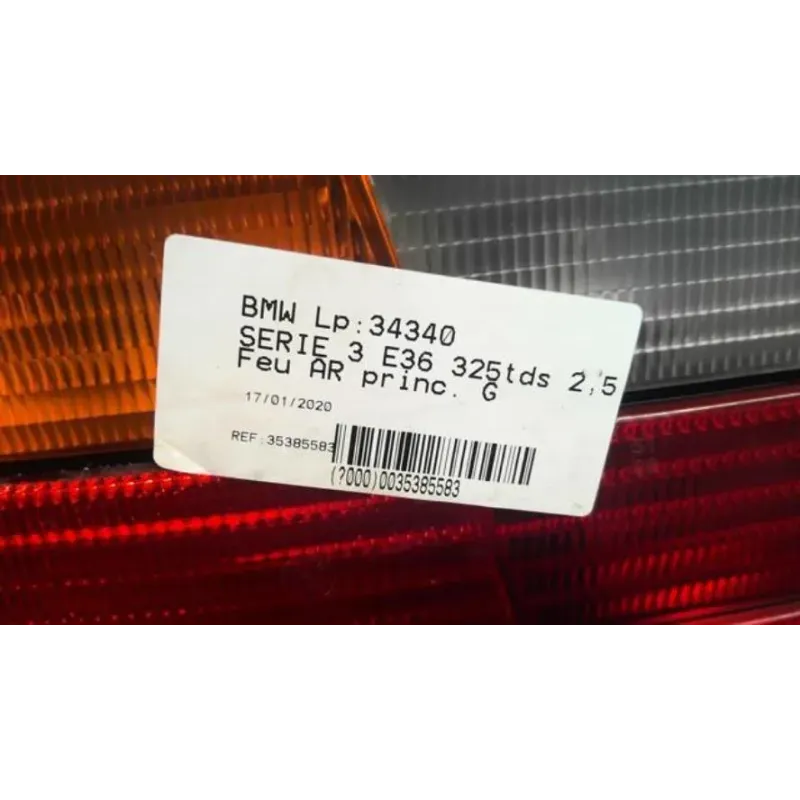 BMW Lp:34340
SERIE 3 E36 325tds 2,5
Feu AR princ. G
17/01/2020
REF:35385583
(?000)0035385583